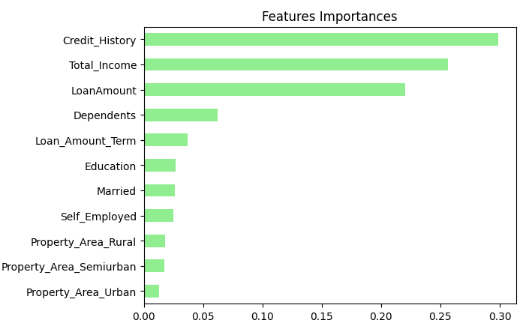 Features Importances
Credit_History
Total_Income
LoanAmount
Dependents
Loan_Amount_Term
Education
Married
Self_Employed
Property_Area_Rural
Property_Area_Semiurban
Property_Area_Urban
0.00 0.05 0.10 0.15 0.20 0.25 0.30